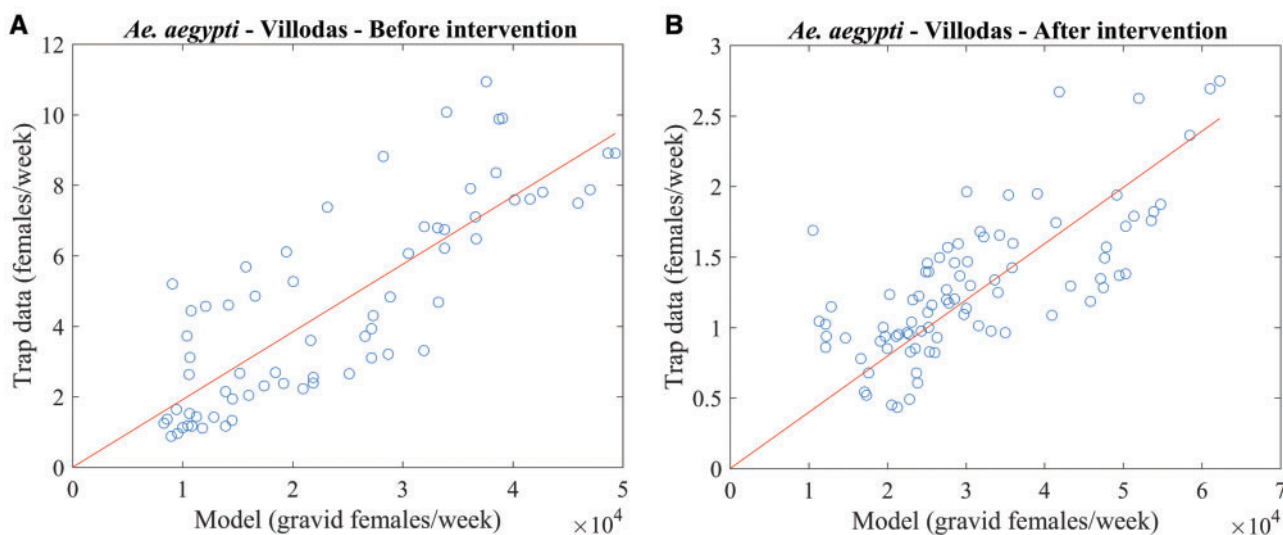 A
Ae. aegypti - Villodas - Before intervention
12
10
8
6
4
2
0
Trap data (females/week)
0 1 2 3 4 5
Model (gravid females/week)
×10^4
B
Ae. aegypti - Villodas - After intervention
3
2.5
2
1.5
1
0.5
0
Trap data (females/week)
0 1 2 3 4 5 6 7
Model (gravid females/week)
×10^4